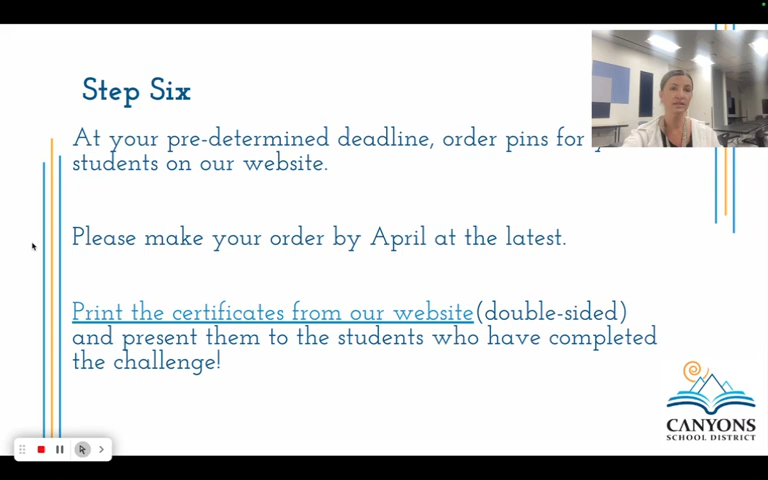 Step Six
At your pre-determined deadline, order pins for
students on our website.
Please make your order by April at the latest.
Print the certificates from our website(double-sided)
and present them to the students who have completed
the challenge!
CANYONS
SCHOOL DISTRICT